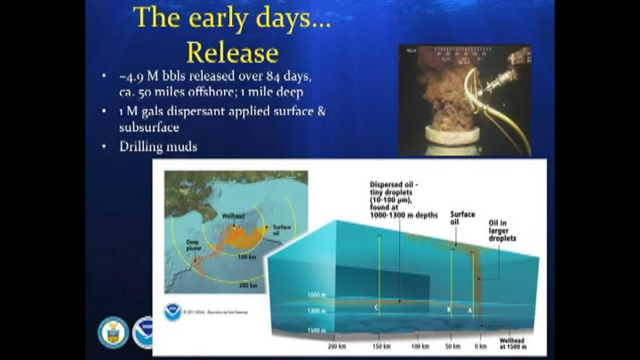 The early days...
Release
• ~4.9 M bbls released over 84 days,
ca. 50 miles offshore; 1 mile deep
• 1 M gals dispersant applied surface &
subsurface
• Drilling muds
Dispersed oil -
tiny droplets
(10-100 µm),
found at
1000-1300 m depths
Surface
oil
Oil in
larger
droplets
Wellhead
Surface
oil
Deep
plume
100 km
200 km
1000 m
1300 m
1500 m
C
B
A
200 km
150 km
100 km
50 km
0 km
Wellhead
at 1500 m